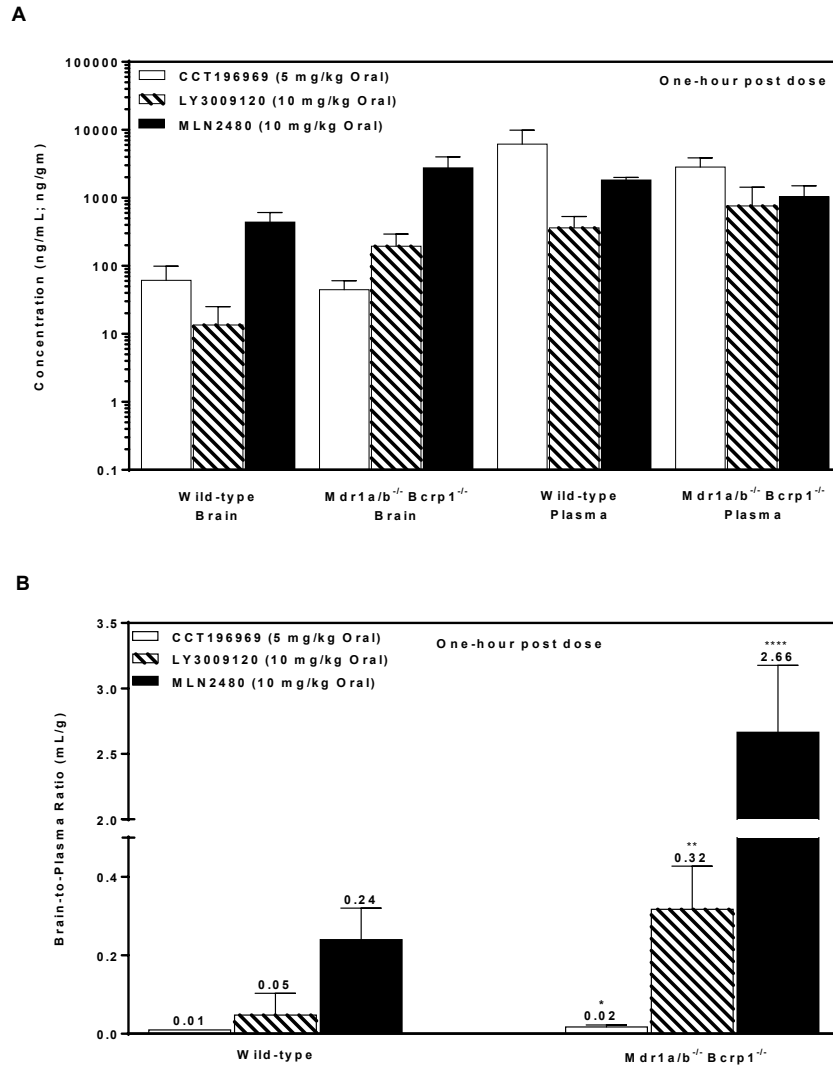 A
100000
10000
1000
100
10
1
0.1
Concentration (ng/mL; ng/gm)
CCT196969 (5 mg/kg Oral)
LY3009120 (10 mg/kg Oral)
MLN2480 (10 mg/kg Oral)
One-hour post dose
Wild-type
Brain
Mdr1a/b-/- Bcrp1-/-
Brain
Wild-type
Plasma
Mdr1a/b-/- Bcrp1-/-
Plasma
B
3.5
3.0
2.5
2.0
0.4
0.2
0.0
Brain-to-Plasma Ratio (mL/g)
CCT196969 (5 mg/kg Oral)
LY3009120 (10 mg/kg Oral)
MLN2480 (10 mg/kg Oral)
One-hour post dose
0.01
0.05
0.24
*
0.02
**
0.32
****
2.66
Wild-type
Mdr1a/b-/- Bcrp1-/-